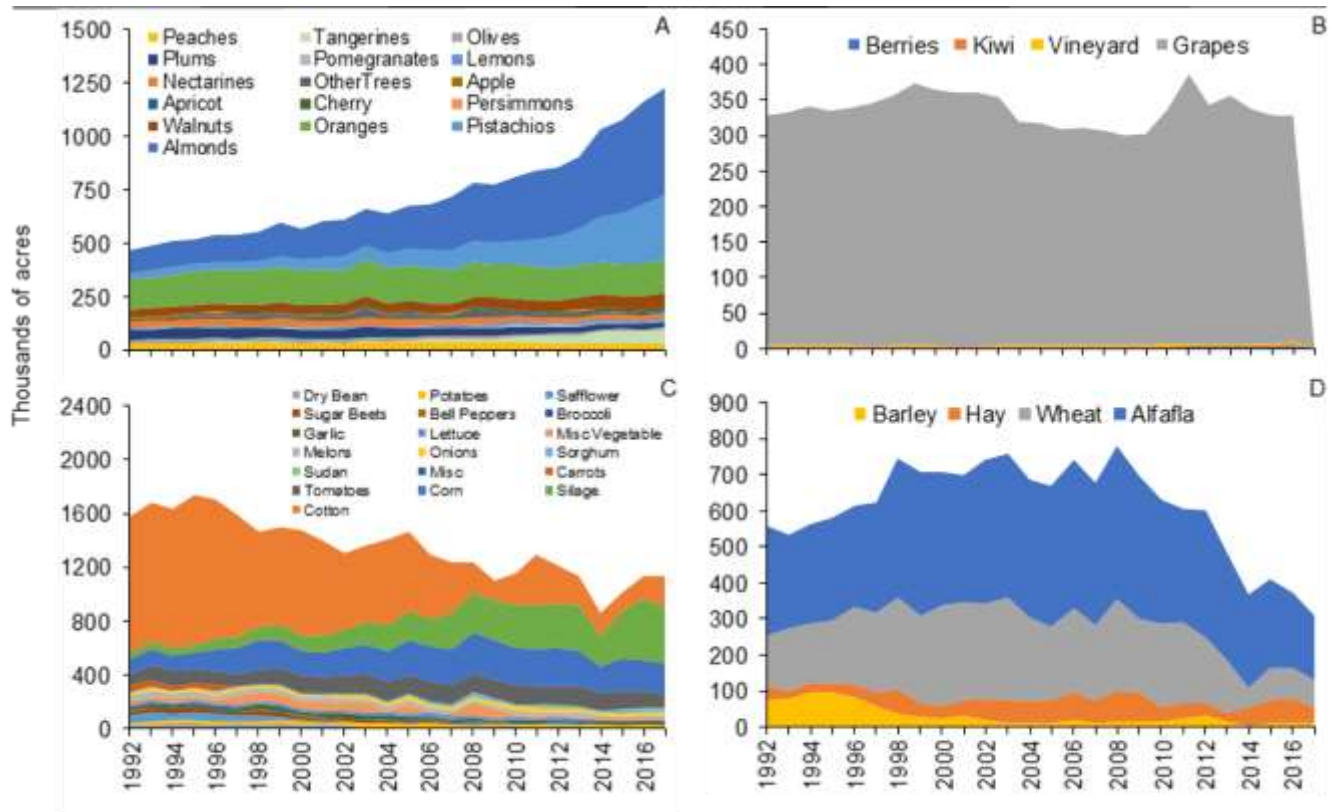 Thousands of acres
A
Peaches Tangerines Olives
Plums Pomegranates Lemons
Nectarines OtherTrees Apple
Apricot Cherry Persimmons
Walnuts Oranges Pistachios
Almonds
1500
1250
1000
750
500
250
0
B
Berries Kiwi Vineyard Grapes
450
400
350
300
250
200
150
100
50
0
C
Dry Bean Potatoes Safflower
Sugar Beets Bell Peppers Broccoli
Garlic Lettuce Misc Vegetable
Melons Onions Sorghum
Sudan Misc Carrots
Tomatoes Corn Silage
Cotton
2400
2000
1600
1200
800
400
0
1992 1994 1996 1998 2000 2002 2004 2006 2008 2010 2012 2014 2016
D
Barley Hay Wheat Alfafla
900
800
700
600
500
400
300
200
100
0
1992 1994 1996 1998 2000 2002 2004 2006 2008 2010 2012 2014 2016